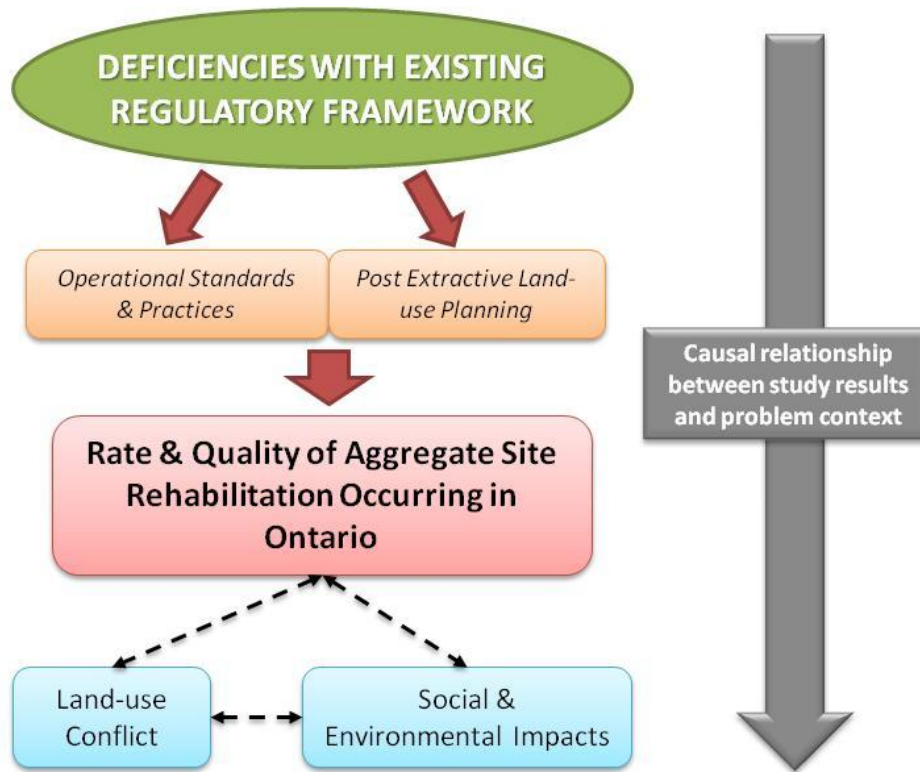 DEFICIENCIES WITH EXISTING
REGULATORY FRAMEWORK
Operational Standards
& Practices
Post Extractive Land-
use Planning
Causal relationship
between study results
and problem context
Rate & Quality of Aggregate Site
Rehabilitation Occurring in
Ontario
Land-use
Conflict
Social &
Environmental Impacts